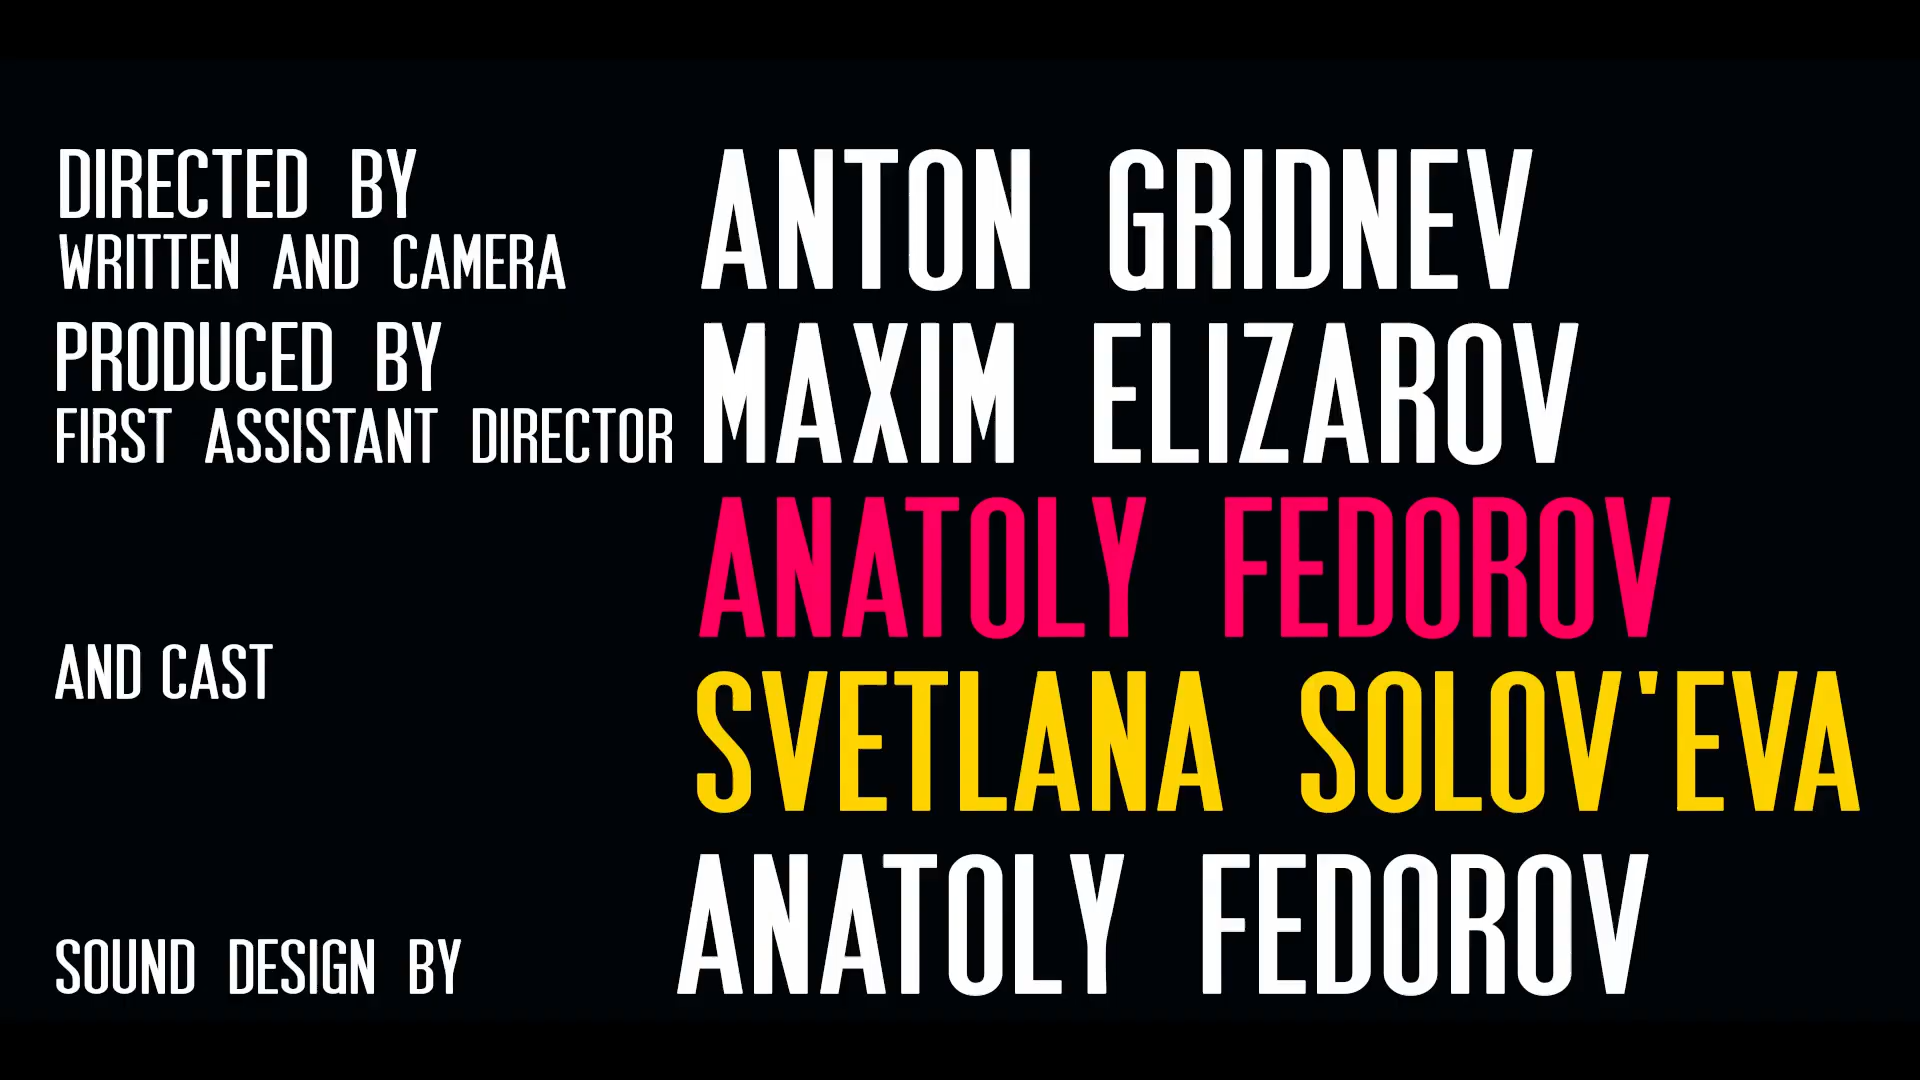 DIRECTED BY
WRITTEN AND CAMERA
ANTON GRIDNEV
PRODUCED BY
FIRST ASSISTANT DIRECTOR
MAXIM ELIZAROV
ANATOLY FEDOROV
AND CAST
SVETLANA SOLOV'EVA
SOUND DESIGN BY
ANATOLY FEDOROV